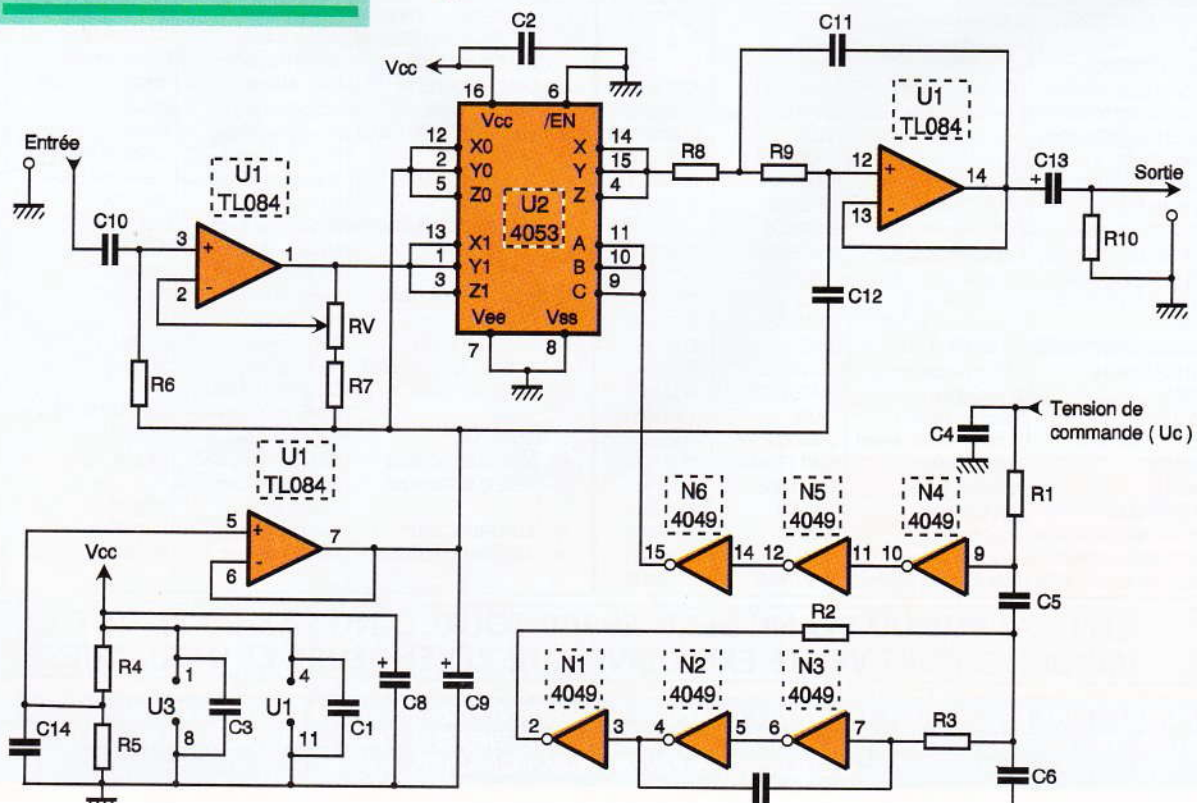 C2
C11
Vcc
16
6
Vcc
/EN
Entrée
U1
TL084
U1
TL084
12
X0
X
14
2
Y0
Y
15
5
Z0
Z
4
U2
4053
R8
R9
12
+
-
13
14
C13
+
Sortie
R10
C10
3
+
-
2
1
13
X1
A
11
1
Y1
B
10
3
Z1
C
9
Vee
Vss
7
8
C12
RV
R6
R7
U1
TL084
Tension de
commande ( Uc )
C4
R1
N6
4049
N5
4049
N4
4049
15
14
12
11
10
9
C5
5
+
-
6
7
Vcc
R2
R4
1
4
+
C8
+
C9
N1
4049
N2
4049
N3
4049
U3
C3
U1
C1
2
3
4
5
6
7
R3
C14
R5
8
11
C6